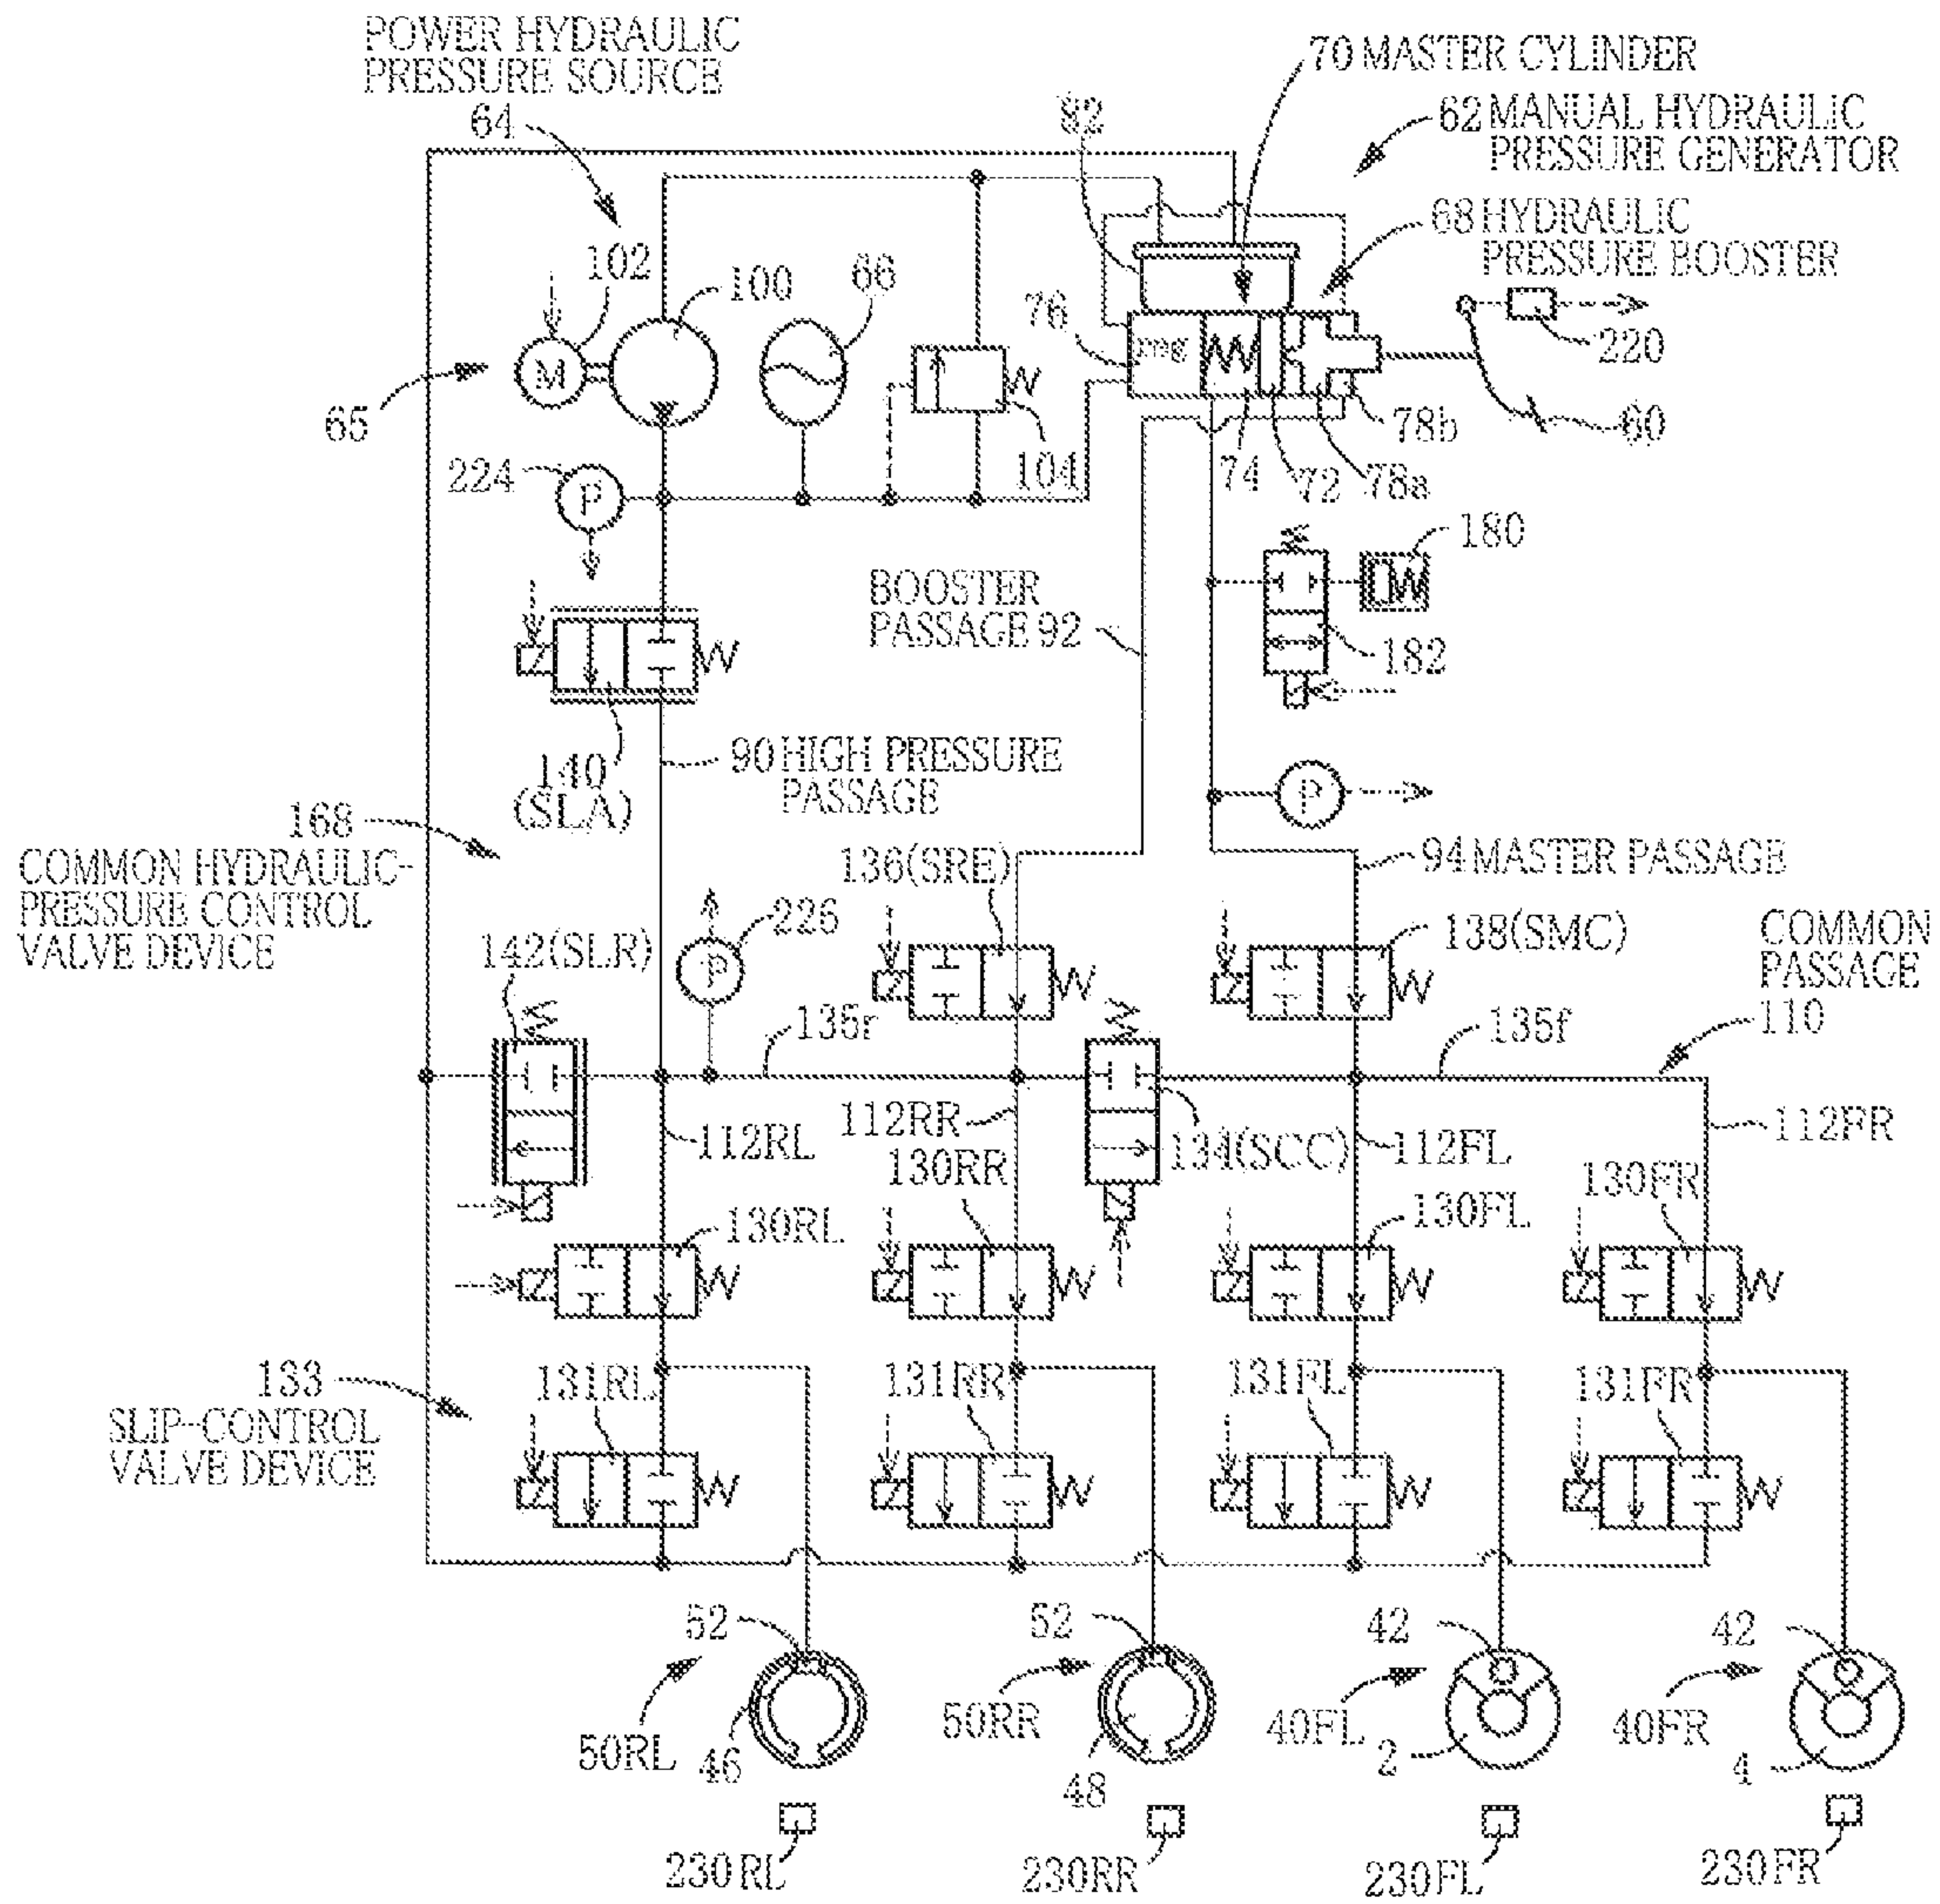 POWER HYDRAULIC
PRESSURE SOURCE
64
70 MASTER CYLINDER
82
62 MANUAL HYDRAULIC
PRESSURE GENERATOR
68 HYDRAULIC
PRESSURE BOOSTER
102
100
66
76
reg
220
M
65
104
74
72
78a
78b
60
224
P
180
BOOSTER
PASSAGE 92
182
140
(SLA)
90 HIGH PRESSURE
PASSAGE
P
168
COMMON HYDRAULIC-
PRESSURE CONTROL
VALVE DEVICE
136(SRE)
94 MASTER PASSAGE
142(SLR)
226
P
138(SMC)
COMMON
PASSAGE
110
135r
135f
112RL
112RR
134(SCC)
112FL
112FR
130RL
130RR
130FL
130FR
133
SLIP-CONTROL
VALVE DEVICE
131RL
131RR
131FL
131FR
52
52
42
42
50RL
46
50RR
48
40FL
2
40FR
4
230RL
230RR
230FL
230FR